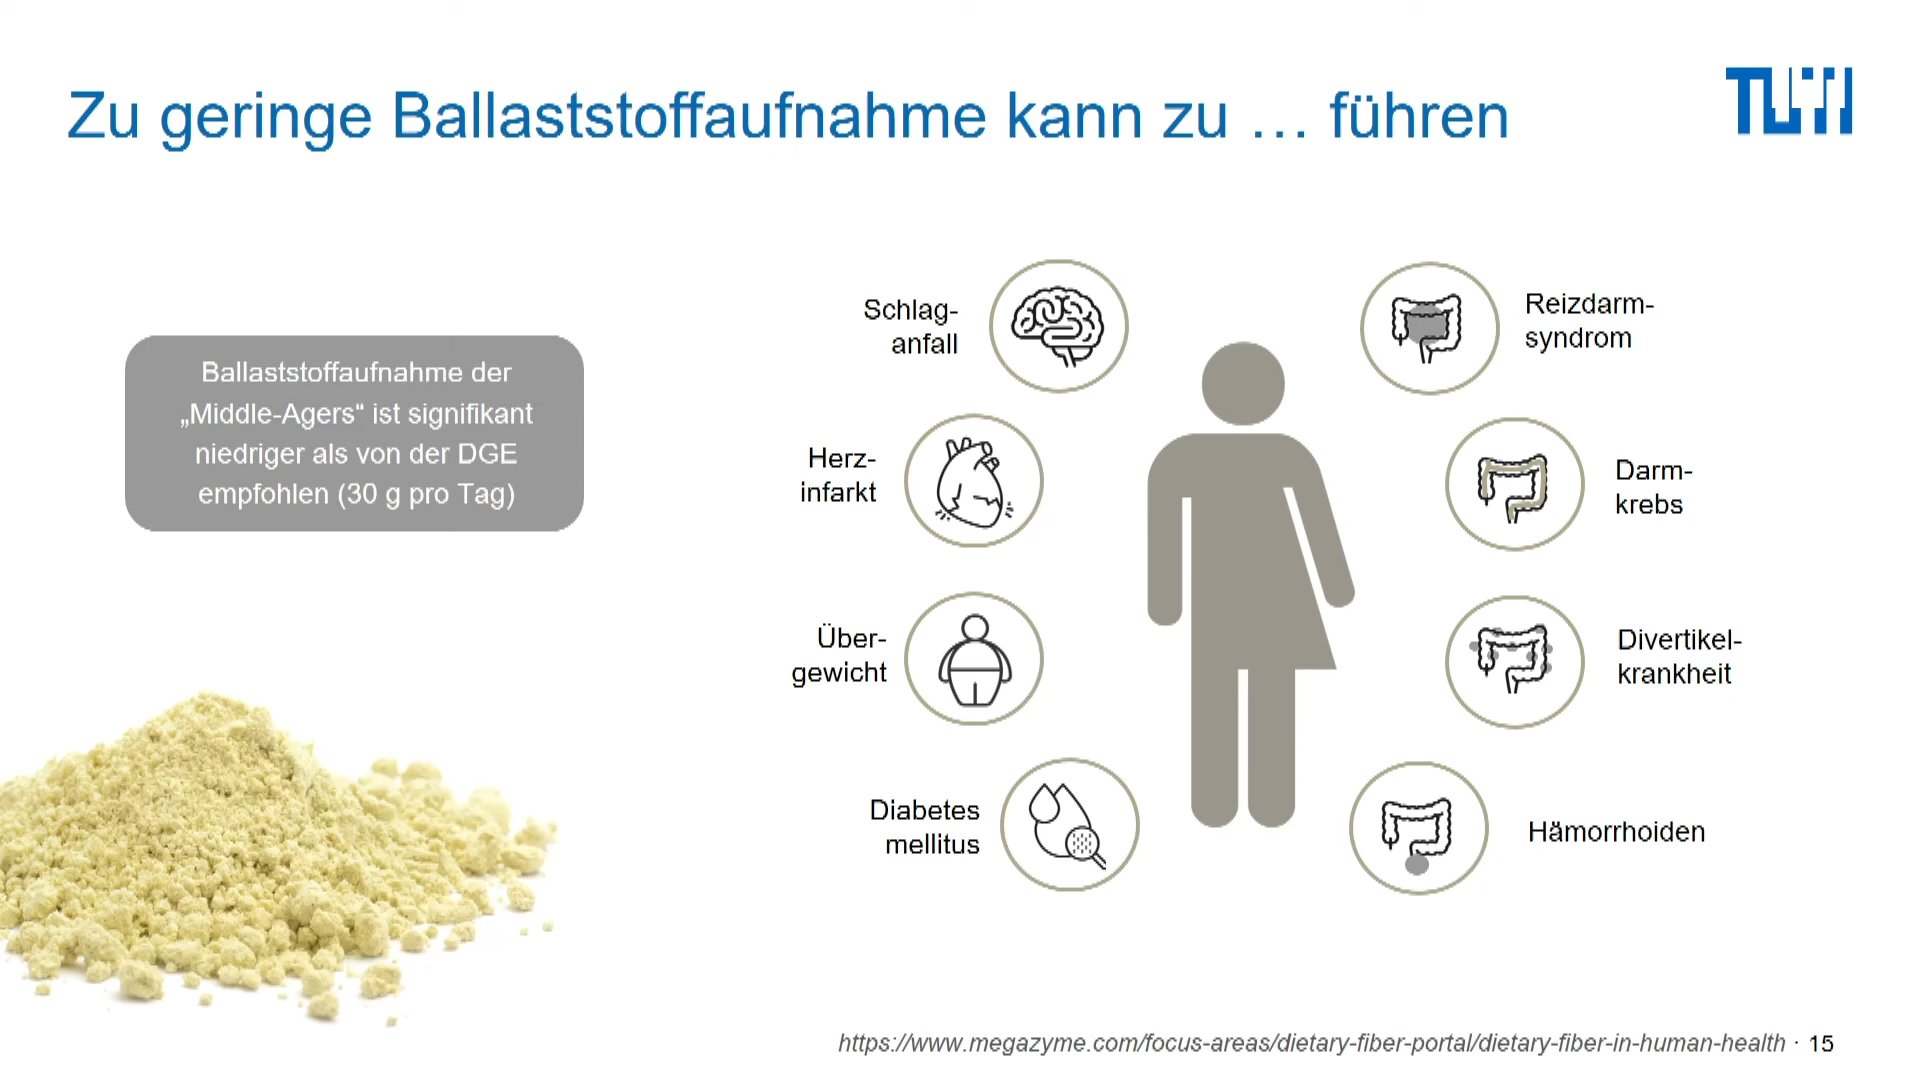 Zu geringe Ballaststoffaufnahme kann zu … führen
TUM
Ballaststoffaufnahme der
„Middle-Agers“ ist signifikant
niedriger als von der DGE
empfohlen (30 g pro Tag)
Schlag-
anfall
Herz-
infarkt
Über-
gewicht
Diabetes
mellitus
Reizdarm-
syndrom
Darm-
krebs
Divertikel-
krankheit
Hämorrhoiden
https://www.megazyme.com/focus-areas/dietary-fiber-portal/dietary-fiber-in-human-health · 15